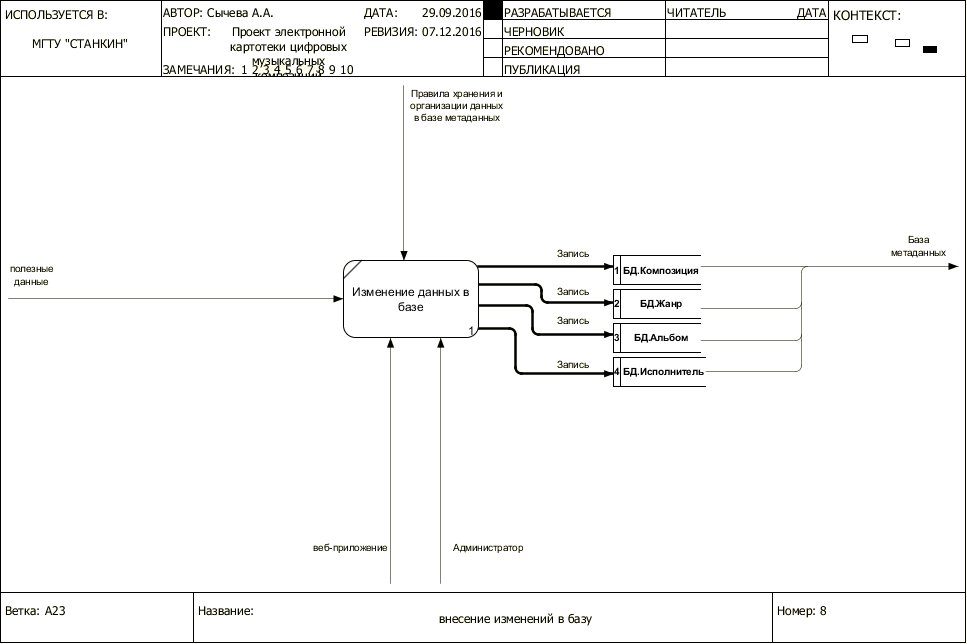 ИСПОЛЬЗУЕТСЯ В:
МГТУ "СТАНКИН"
АВТОР: Сычева А.А.
ДАТА: 29.09.2016
ПРОЕКТ: Проект электронной
картотеки цифровых
музыкальных
РЕВИЗИЯ: 07.12.2016
ЗАМЕЧАНИЯ: 1 2 3 4 5 6 7 8 9 10
РАЗРАБАТЫВАЕТСЯ
ЧЕРНОВИК
РЕКОМЕНДОВАНО
ПУБЛИКАЦИЯ
ЧИТАТЕЛЬ ДАТА
КОНТЕКСТ:
Правила хранения и
организации данных
в базе метаданных
полезные
данные
Изменение данных в
базе
1
Запись
1 БД.Композиция
Запись
2 БД.Жанр
Запись
3 БД.Альбом
Запись
4 БД.Исполнитель
База
метаданных
веб-приложение
Администратор
Ветка: A23
Название:
внесение изменений в базу
Номер: 8